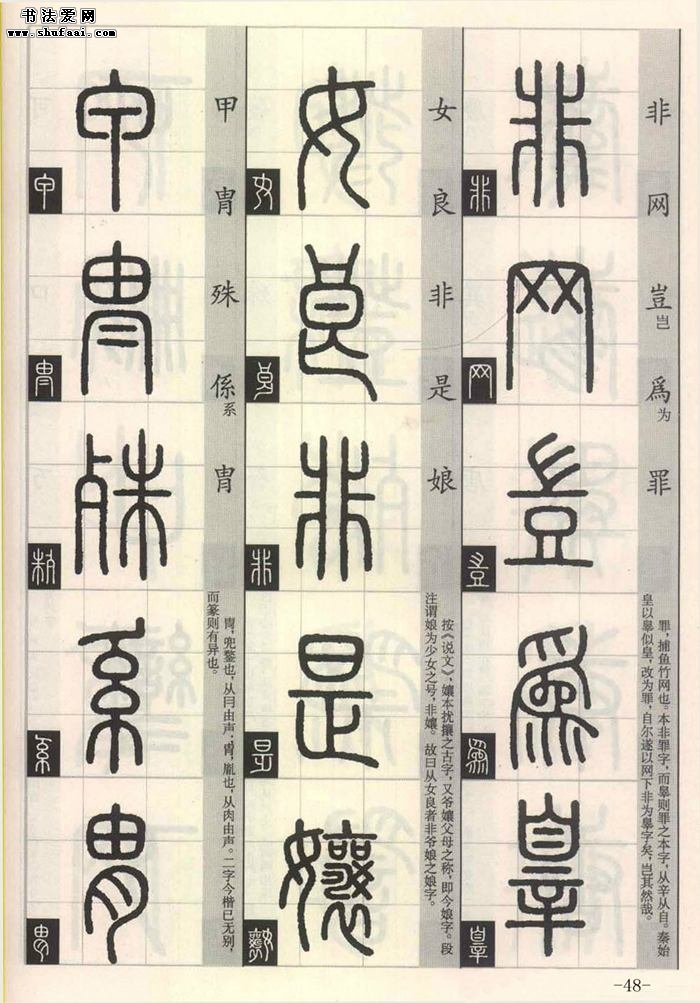 书法爱网
www.shufaai.com
非网豈岂爲为罪
罪，捕鱼竹网也。本非罪字，而辠则罪之本字，从辛从自。秦始
皇以辠似皇，改为罪，自尔遂以网下非为辠字矣，岂其然哉。
女良非是娘
按《说文》，孃本扰攘之古字，又爷孃父母之称，即今娘字。段
注谓娘为少女之号，非孃。故曰从女良者非爷娘之娘字。
甲胄殊係系胄
冑，兜鍪也，从冃由声；胄，胤也，从肉由声。二字今楷已无别，
而篆则有异也。
-48-